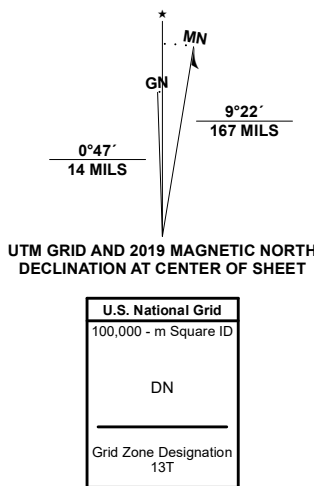 ★
MN
GN
9°22´
167 MILS
0°47´
14 MILS
UTM GRID AND 2019 MAGNETIC NORTH
DECLINATION AT CENTER OF SHEET
U.S. National Grid
100,000 - m Square ID
DN
Grid Zone Designation
13T